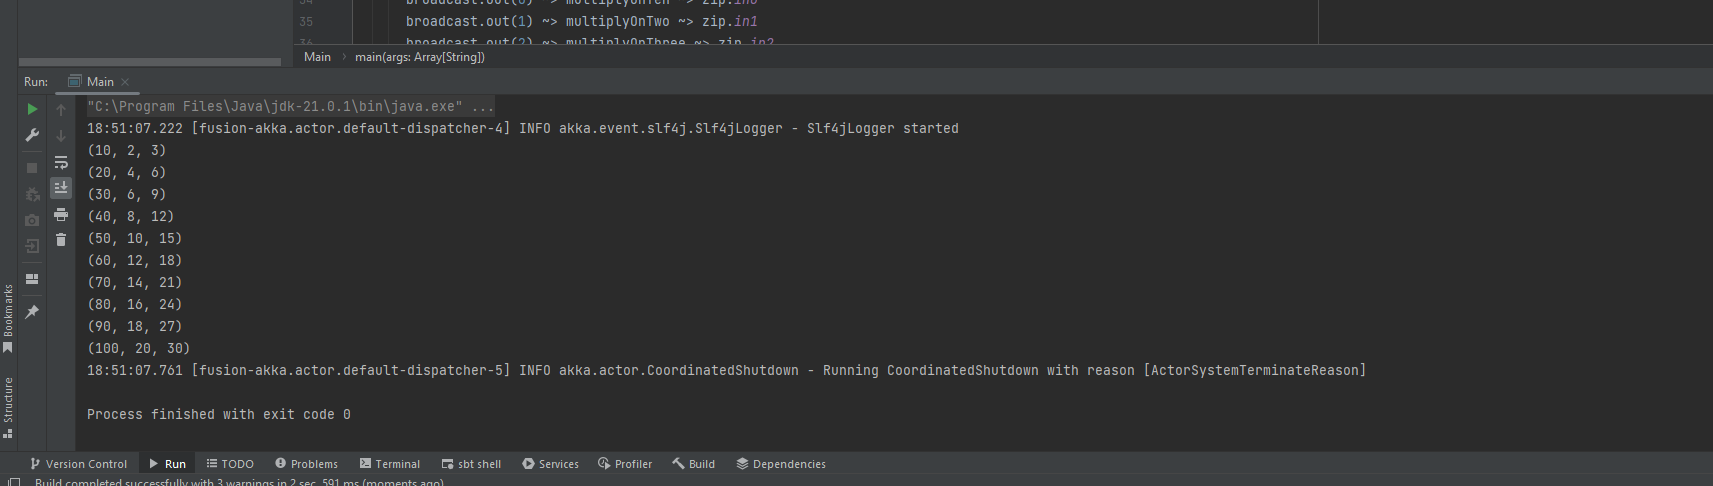 35 broadcast.out(1) ~> multiplyOnTwo ~> zip.in1
broadcast.out(2) ~> multiplyOnThree ~> zip.in2
Main › main(args: Array[String])
Run: Main
"C:\Program Files\Java\jdk-21.0.1\bin\java.exe" ...
18:51:07.222 [fusion-akka.actor.default-dispatcher-4] INFO akka.event.slf4j.Slf4jLogger - Slf4jLogger started
(10, 2, 3)
(20, 4, 6)
(30, 6, 9)
(40, 8, 12)
(50, 10, 15)
(60, 12, 18)
(70, 14, 21)
(80, 16, 24)
(90, 18, 27)
(100, 20, 30)
18:51:07.761 [fusion-akka.actor.default-dispatcher-5] INFO akka.actor.CoordinatedShutdown - Running CoordinatedShutdown with reason [ActorSystemTerminateReason]
Process finished with exit code 0
Bookmarks
Structure
Version Control Run TODO Problems Terminal sbt shell Services Profiler Build Dependencies
Build completed successfully with 3 warnings in 2 sec, 591 ms (moments ago)